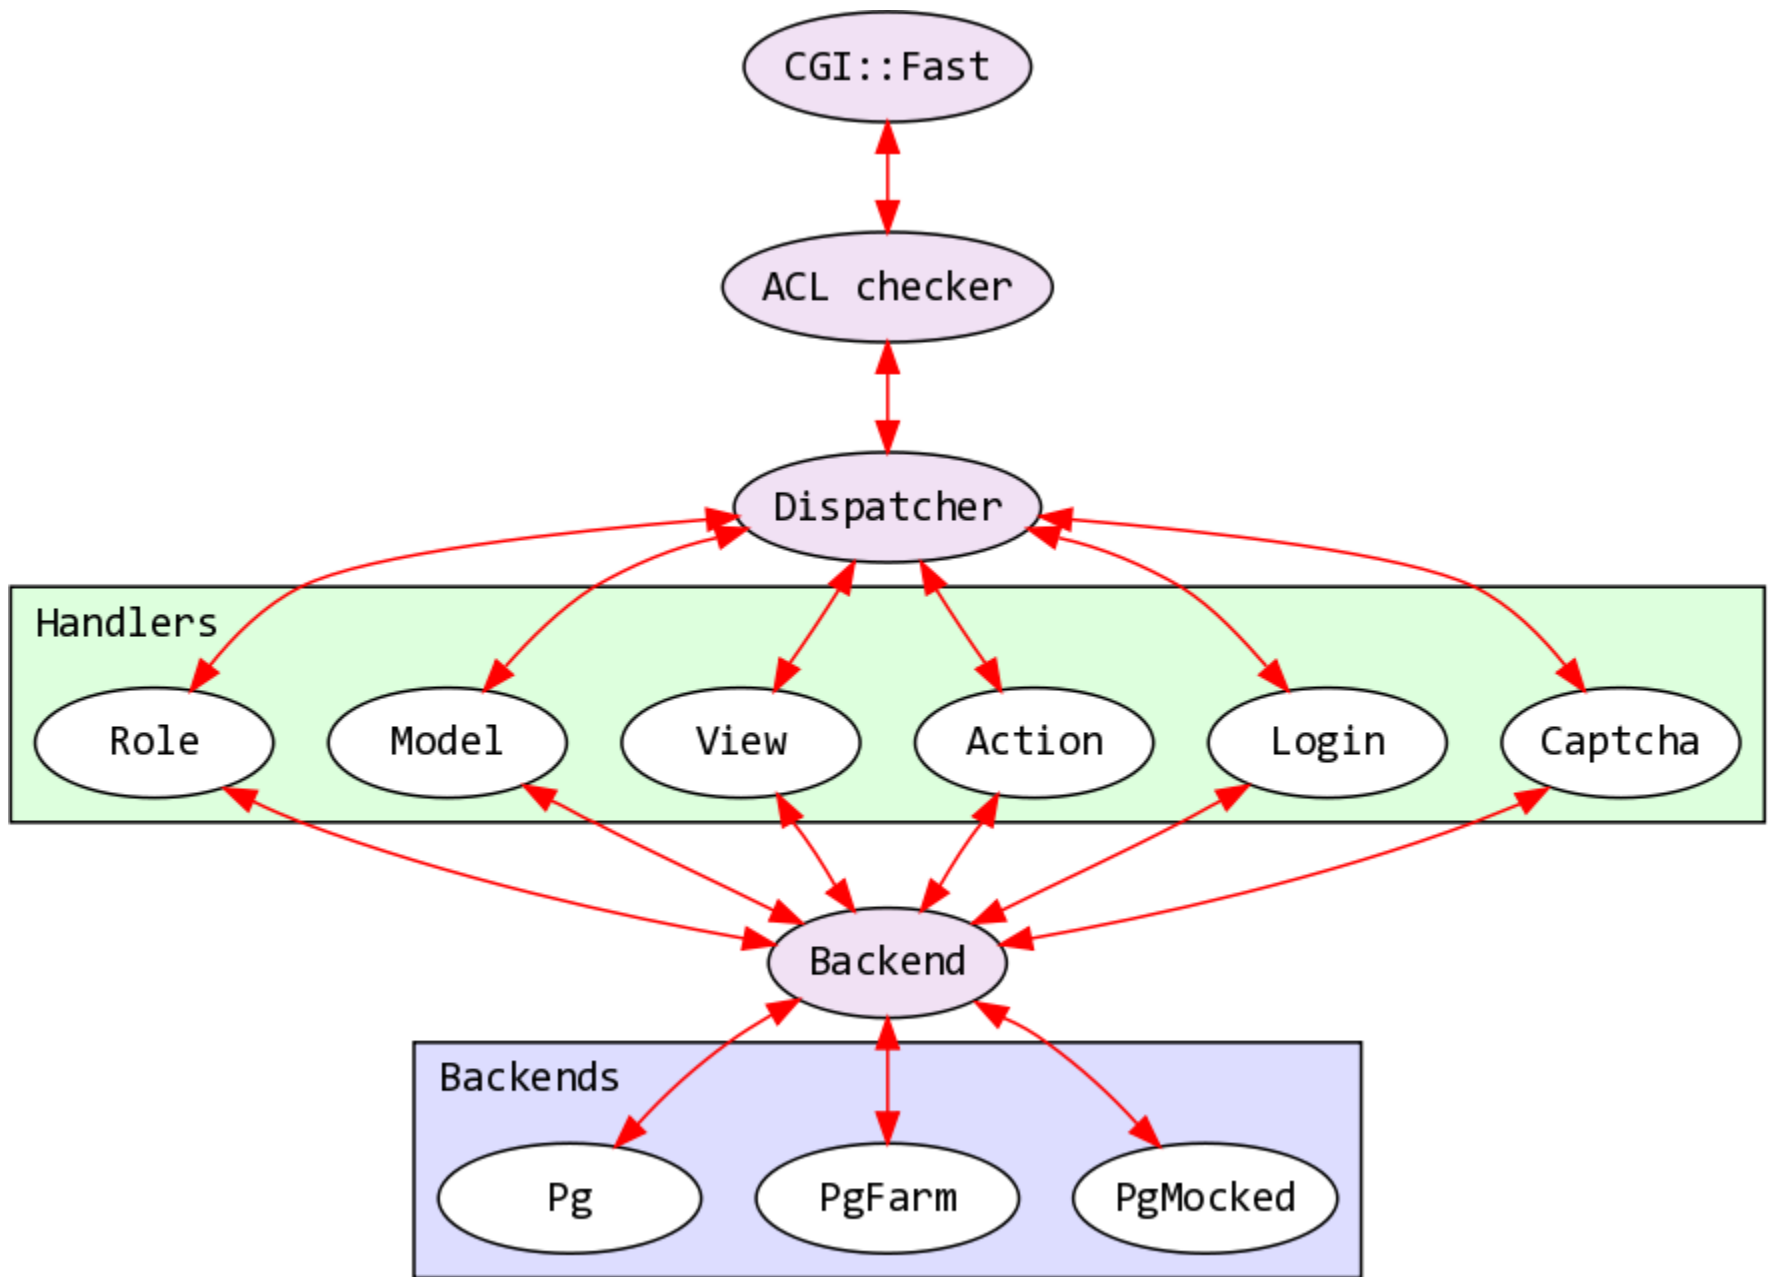 CGI::Fast
ACL checker
Dispatcher
Handlers
Role
Model
View
Action
Login
Captcha
Backend
Backends
Pg
PgFarm
PgMocked